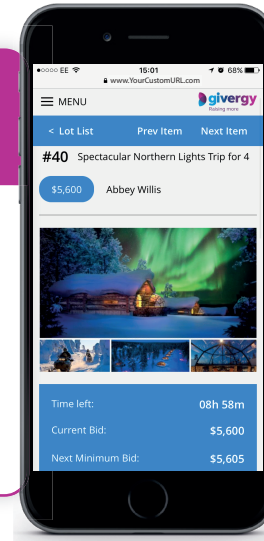 EE 15:01 68%
www.YourCustomURL.com
MENU givergy
Raising more
< Lot List Prev Item Next Item
#40 Spectacular Northern Lights Trip for 4
$5,600 Abbey Willis
Time left: 08h 58m
Current Bid: $5,600
Next Minimum Bid: $5,605